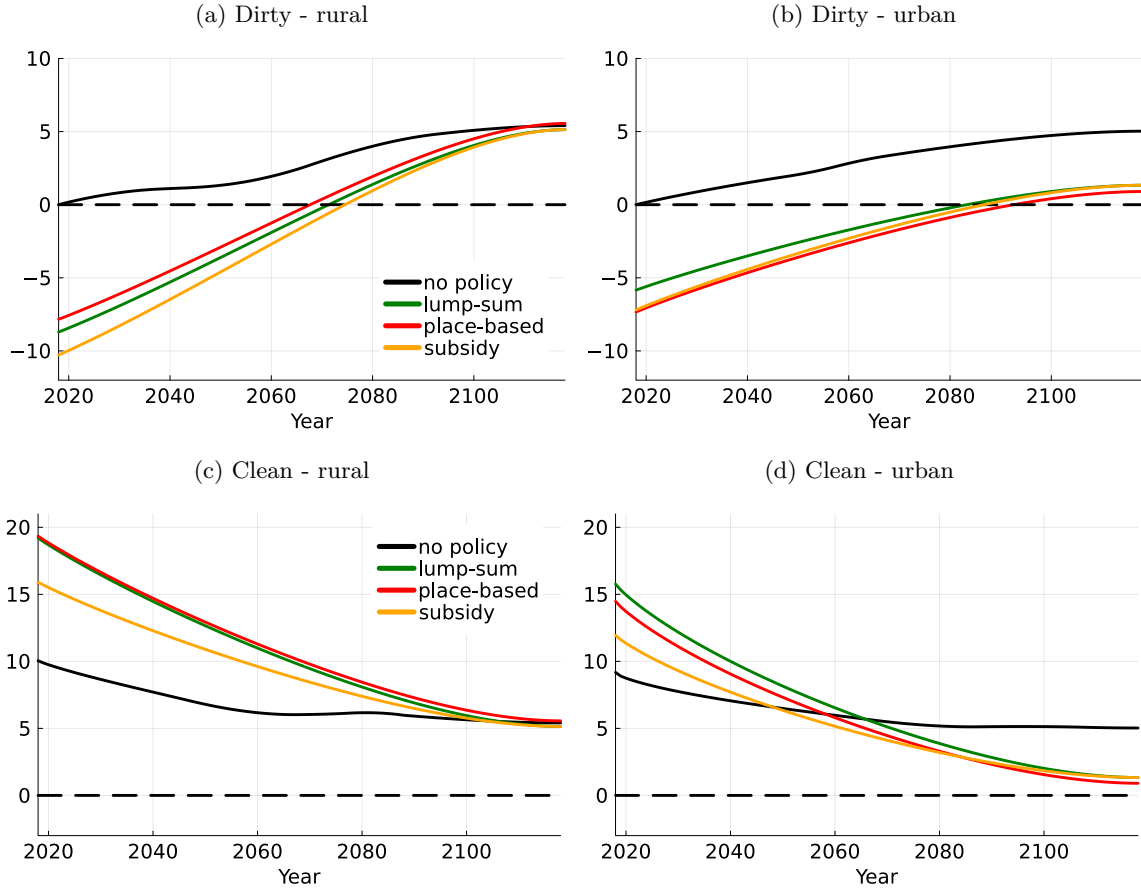 (a) Dirty - rural
10
5
0
−5
−10
2020 2040 2060 2080 2100
Year
no policy
lump-sum
place-based
subsidy
(b) Dirty - urban
10
5
0
−5
−10
2020 2040 2060 2080 2100
Year
(c) Clean - rural
20
15
10
5
0
2020 2040 2060 2080 2100
Year
no policy
lump-sum
place-based
subsidy
(d) Clean - urban
20
15
10
5
0
2020 2040 2060 2080 2100
Year